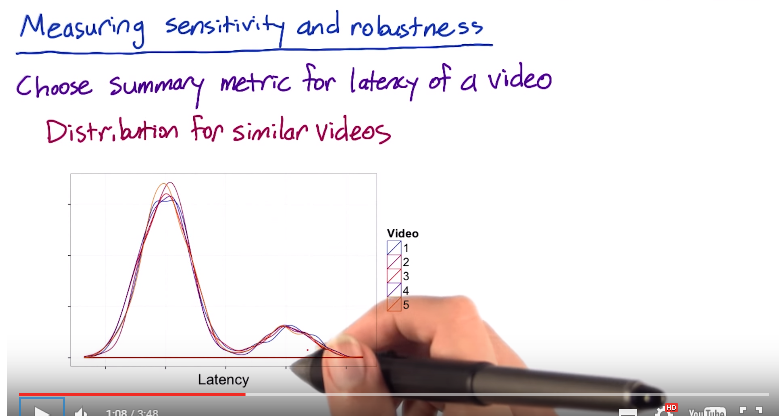 Measuring sensitivity and robustness
Choose summary metric for latency of a video
Distribution for similar videos
Video
1
2
3
4
5
Latency
1:08 / 3:48
HD
YouTube